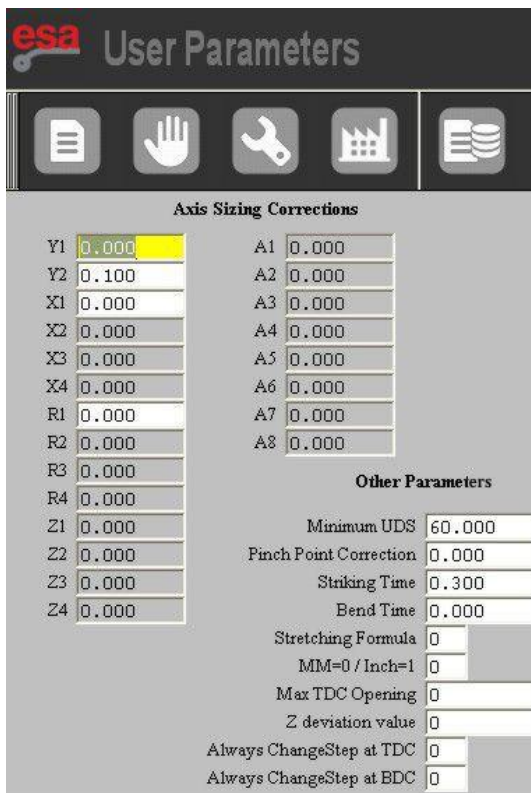 esa User Parameters
Axis Sizing Corrections
Y1 0.000 A1 0.000
Y2 0.100 A2 0.000
X1 0.000 A3 0.000
X2 0.000 A4 0.000
X3 0.000 A5 0.000
X4 0.000 A6 0.000
R1 0.000 A7 0.000
R2 0.000 A8 0.000
R3 0.000
Other Parameters
R4 0.000
Z1 0.000 Minimum UDS 60.000
Z2 0.000 Pinch Point Correction 0.000
Z3 0.000 Striking Time 0.300
Z4 0.000 Bend Time 0.000
Stretching Formula 0
MM=0 / Inch=1 0
Max TDC Opening 0
Z deviation value 0
Always ChangeStep at TDC 0
Always ChangeStep at BDC 0